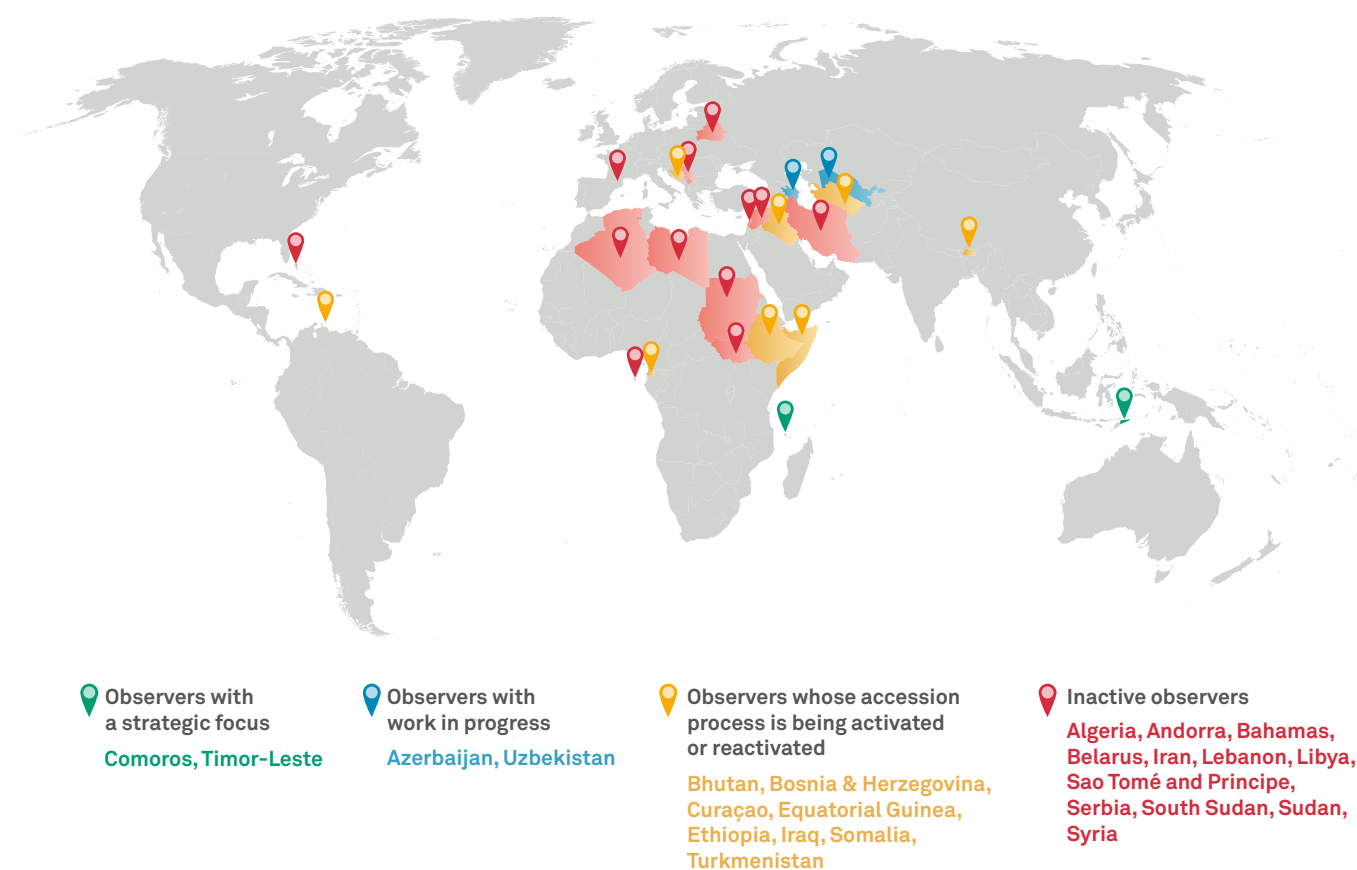 Observers with
a strategic focus
Comoros, Timor-Leste
Observers with
work in progress
Azerbaijan, Uzbekistan
Observers whose accession
process is being activated
or reactivated
Bhutan, Bosnia & Herzegovina,
Curaçao, Equatorial Guinea,
Ethiopia, Iraq, Somalia,
Turkmenistan
Inactive observers
Algeria, Andorra, Bahamas,
Belarus, Iran, Lebanon, Libya,
Sao Tomé and Principe,
Serbia, South Sudan, Sudan,
Syria